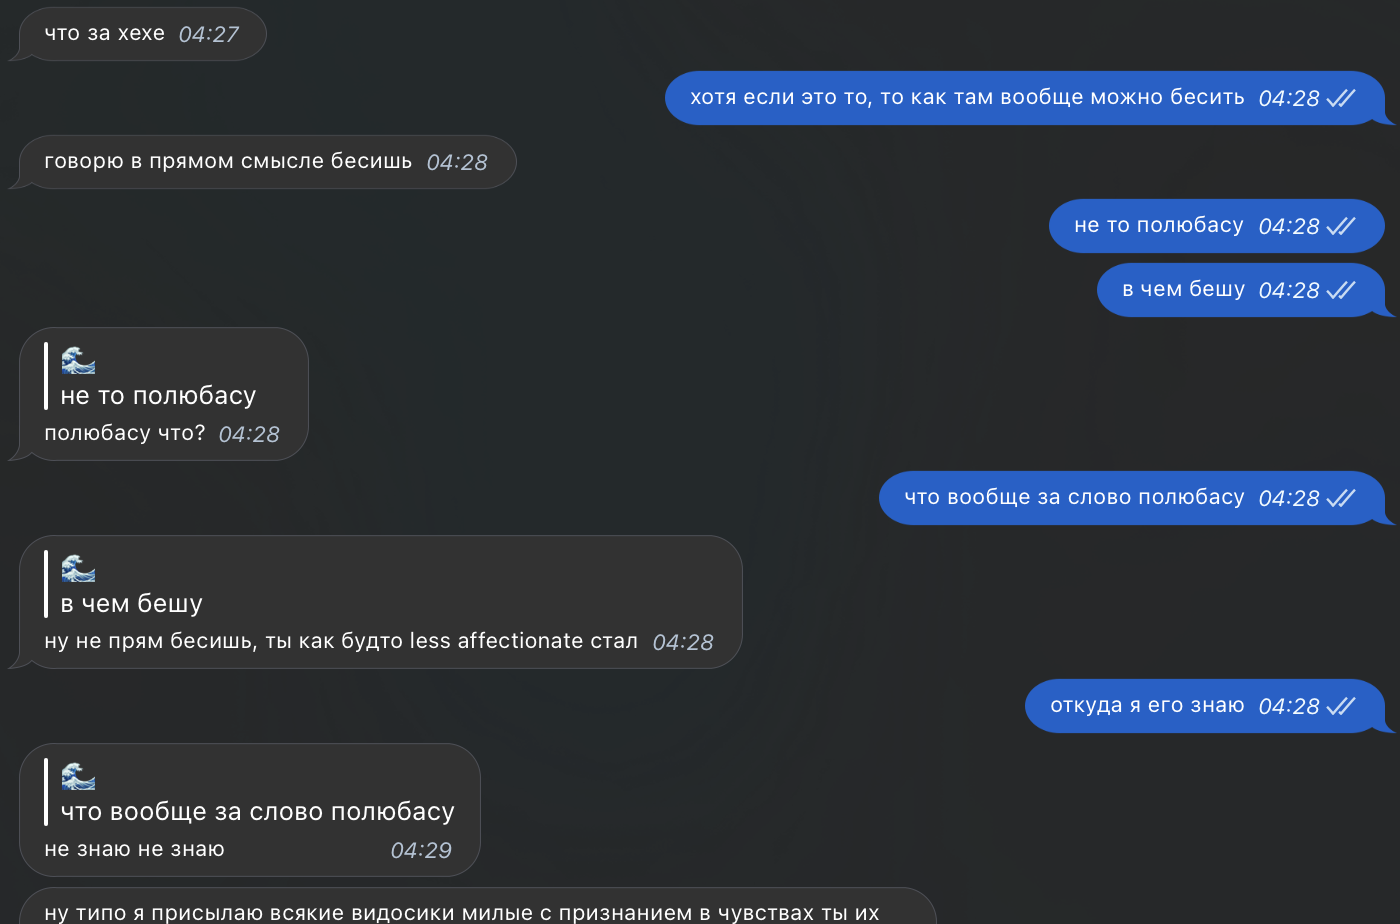 что за хехе 04:27
хотя если это то, то как там вообще можно бесить 04:28
говорю в прямом смысле бесишь 04:28
не то полюбасу 04:28
в чем бешу 04:28
🌊
не то полюбасу
полюбасу что? 04:28
что вообще за слово полюбасу 04:28
🌊
в чем бешу
ну не прям бесишь, ты как будто less affectionate стал 04:28
откуда я его знаю 04:28
🌊
что вообще за слово полюбасу
не знаю не знаю 04:29
ну типо я присылаю всякие видосики милые с признанием в чувствах ты их